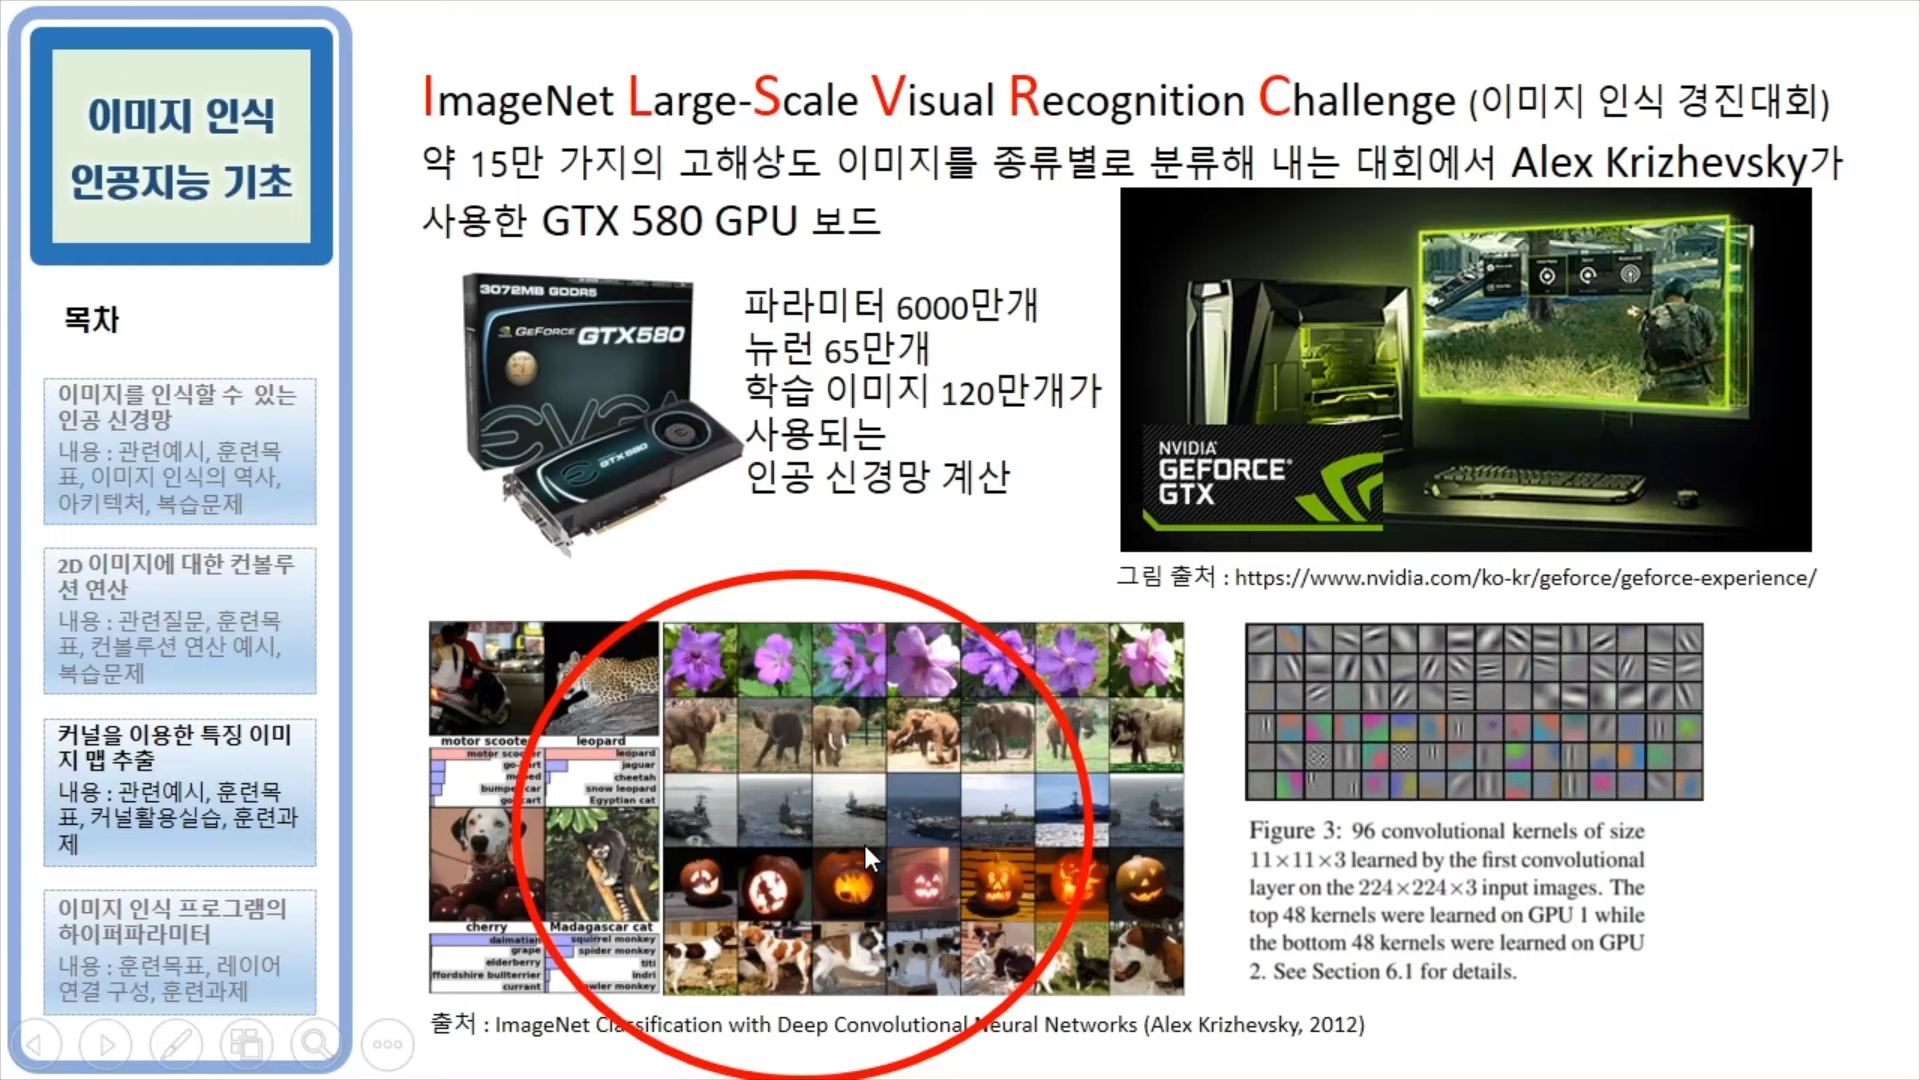 이미지 인식
인공지능 기초
목차
이미지를 인식할 수 있는
인공 신경망
내용 : 관련예시, 훈련목
표, 이미지 인식의 역사,
아키텍처, 복습문제
2D 이미지에 대한 컨볼루
션 연산
내용 : 관련질문, 훈련목
표, 컨볼루션 연산 예시,
복습문제
커널을 이용한 특징 이미
지 맵 추출
내용 : 관련예시, 훈련목
표, 커널활용실습, 훈련과
제
이미지 인식 프로그램의
하이퍼파라미터
내용 : 훈련목표, 레이어
연결 구성, 훈련과제
ImageNet Large-Scale Visual Recognition Challenge (이미지 인식 경진대회)
약 15만 가지의 고해상도 이미지를 종류별로 분류해 내는 대회에서 Alex Krizhevsky가
사용한 GTX 580 GPU 보드
3072MB GDDR5
GEFORCE GTX580
EVGA
GTX580
파라미터 6000만개
뉴런 65만개
학습 이미지 120만개가
사용되는
인공 신경망 계산
NVIDIA
GEFORCE
GTX
그림 출처 : https://www.nvidia.com/ko-kr/geforce/geforce-experience/
motor scooter leopard
motor scooter leopard
go-kart jaguar
moped cheetah
bumper car snow leopard
golfcart Egyptian cat
cherry Madagascar cat
dalmatian squirrel monkey
grape spider monkey
elderberry titi
ffordshire bullterrier indri
currant howler monkey
Figure 3: 96 convolutional kernels of size
11×11×3 learned by the first convolutional
layer on the 224×224×3 input images. The
top 48 kernels were learned on GPU 1 while
the bottom 48 kernels were learned on GPU
2. See Section 6.1 for details.
출처 : ImageNet Classification with Deep Convolutional Neural Networks (Alex Krizhevsky, 2012)